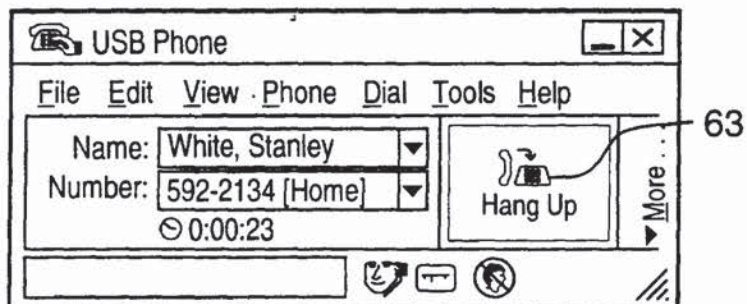 USB Phone
File Edit View Phone Dial Tools Help
Name: White, Stanley
Number: 592-2134 [Home]
0:00:23
Hang Up
More...
63